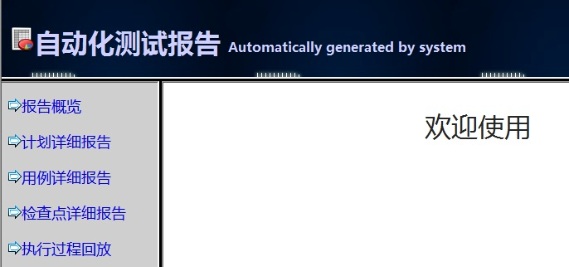 自动化测试报告 Automatically generated by system
报告概览
计划详细报告
用例详细报告
检查点详细报告
执行过程回放
欢迎使用